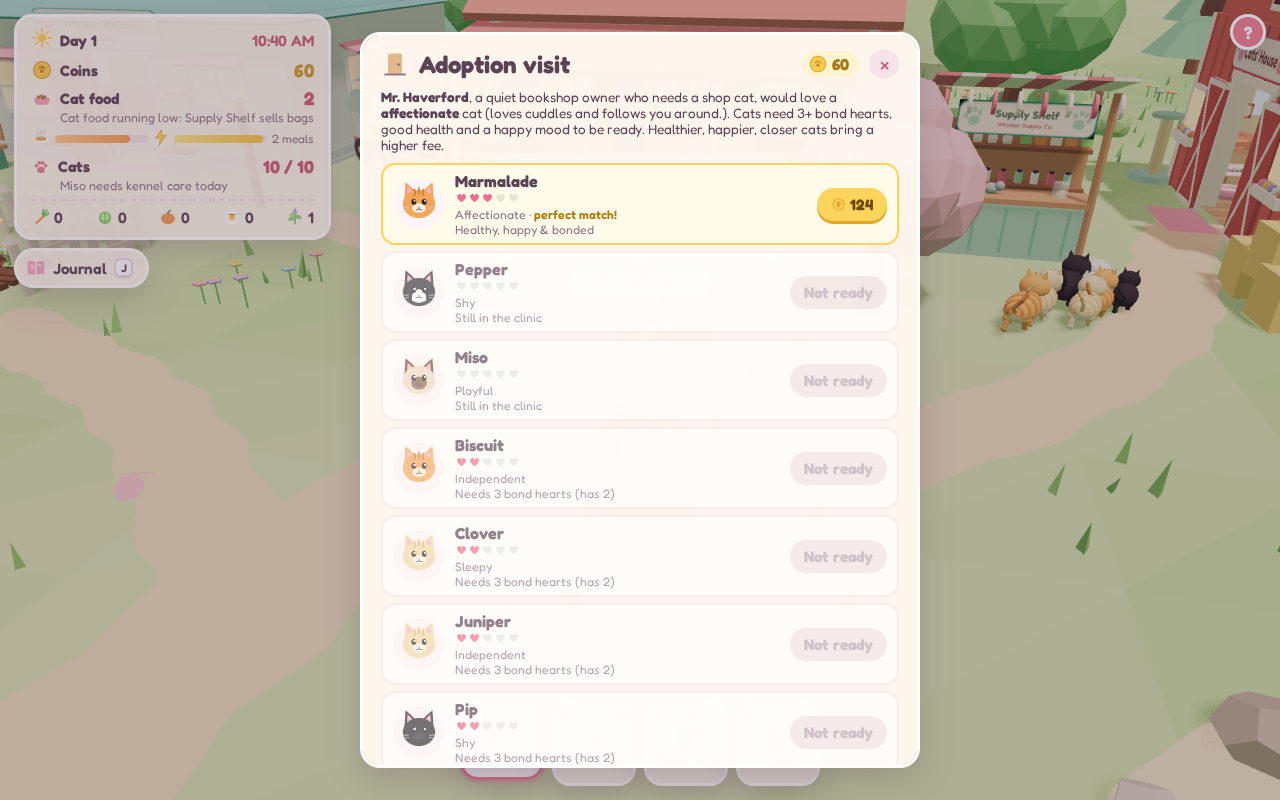 Day 1
10:40 AM
Coins
60
Cat food
2
Cat food running low: Supply Shelf sells bags
2 meals
Cats
10 / 10
Miso needs kennel care today
0
0
0
0
1
Journal
J
Adoption visit
60
×
Mr. Haverford, a quiet bookshop owner who needs a shop cat, would love a
affectionate cat (loves cuddles and follows you around.). Cats need 3+ bond hearts,
good health and a happy mood to be ready. Healthier, happier, closer cats bring a
higher fee.
Marmalade
Affectionate · perfect match!
Healthy, happy & bonded
124
Pepper
Shy
Still in the clinic
Not ready
Miso
Playful
Still in the clinic
Not ready
Biscuit
Independent
Needs 3 bond hearts (has 2)
Not ready
Clover
Sleepy
Needs 3 bond hearts (has 2)
Not ready
Juniper
Independent
Needs 3 bond hearts (has 2)
Not ready
Pip
Shy
Needs 3 bond hearts (has 2)
Not ready
?
Supply Shelf
Whisker Supply Co.
Cats House